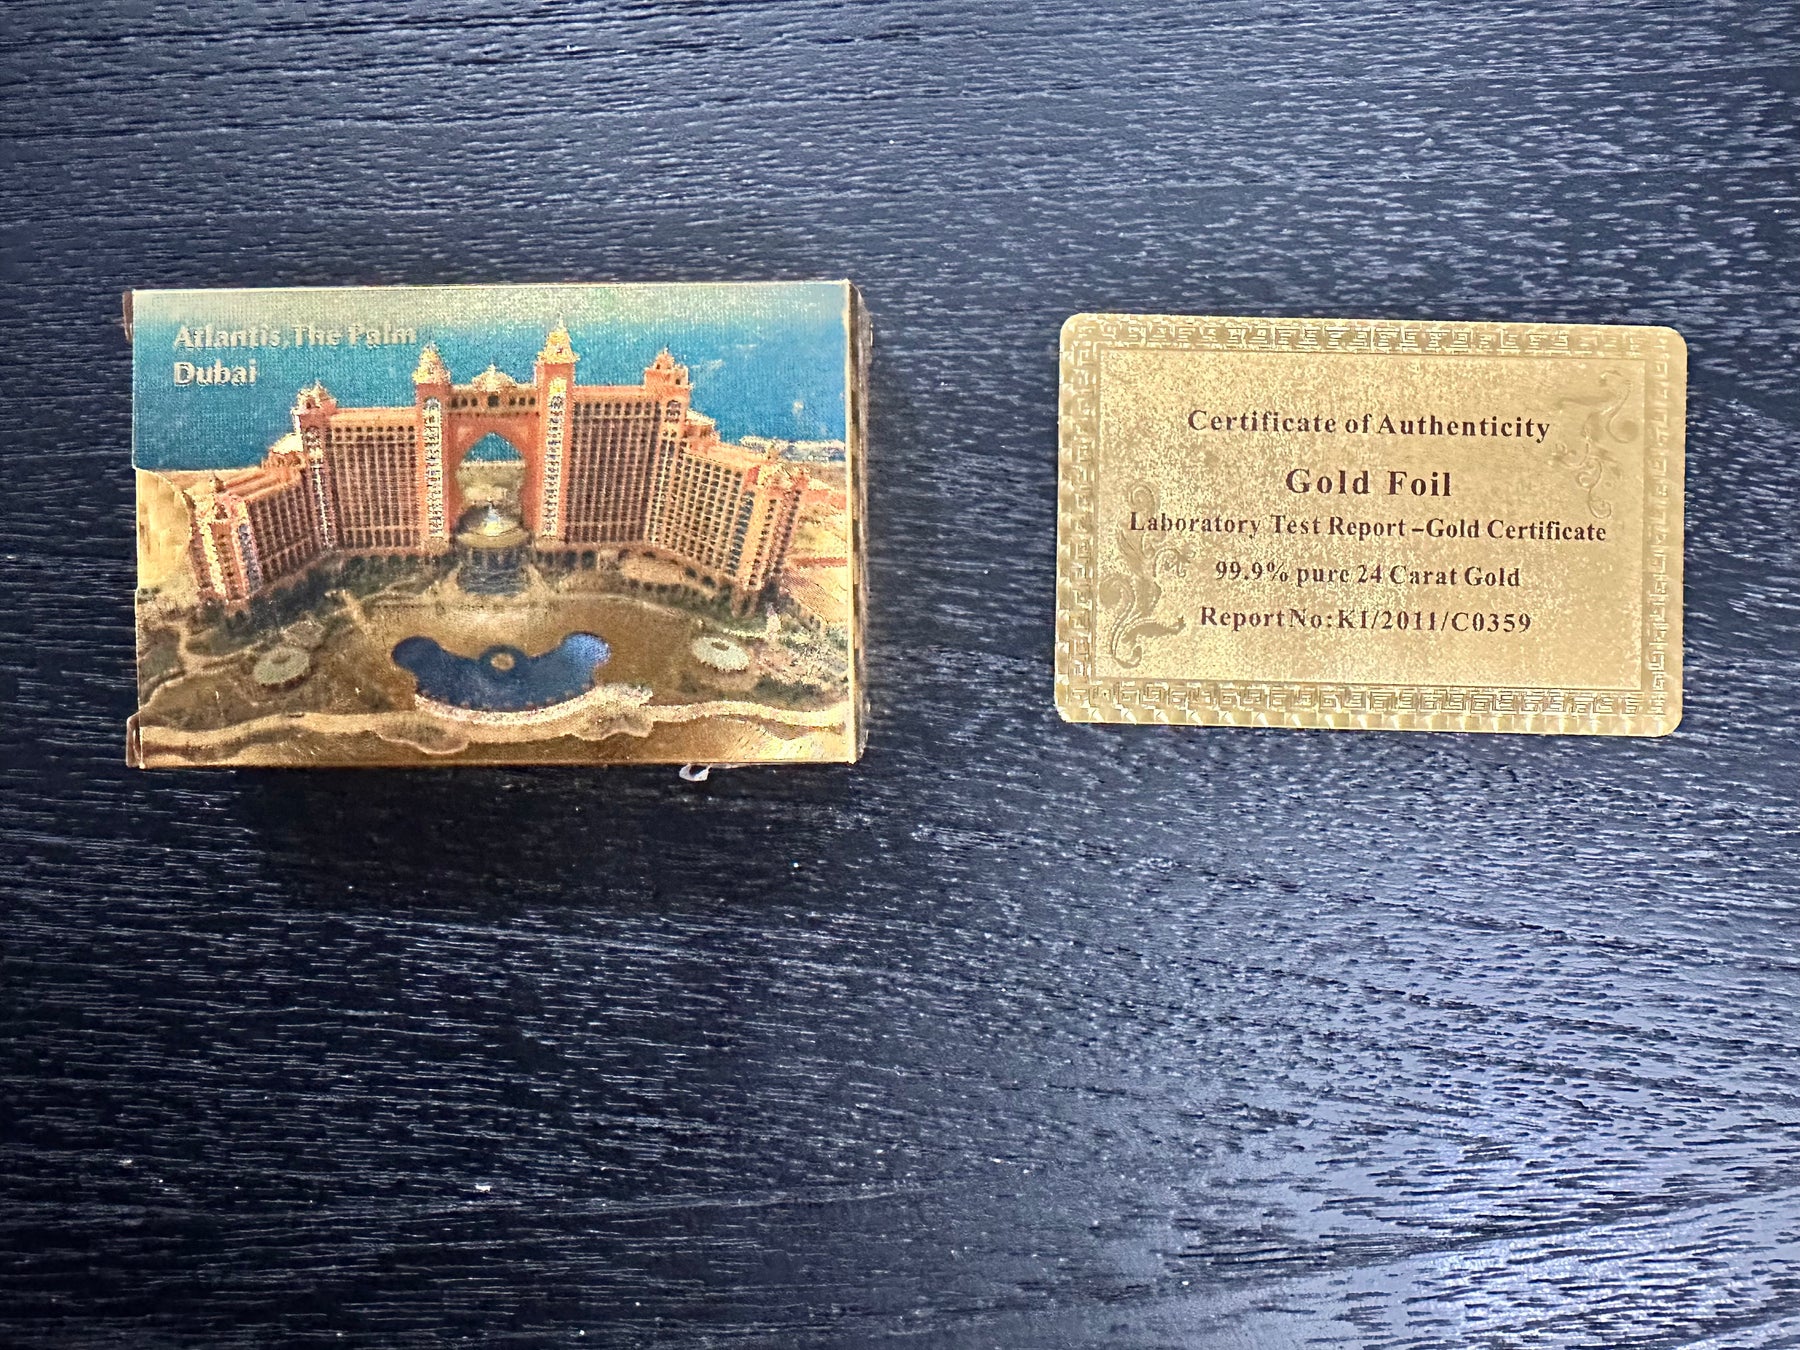 Atlantis,The Palm
Dubai
Certificate of Authenticity
Gold Foil
Laboratory Test Report-Gold Certificate
99.9% pure 24 Carat Gold
Report No:K1/2011/C0359